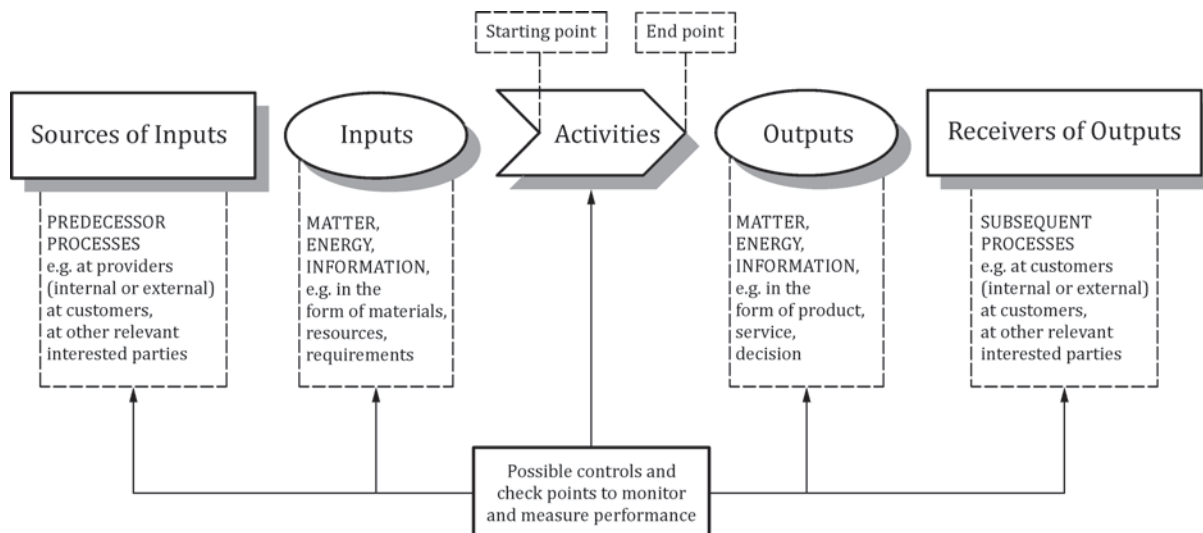 Starting point
End point
Sources of Inputs
Inputs
Activities
Outputs
Receivers of Outputs
PREDECESSOR
PROCESSES
e.g. at providers
(internal or external)
at customers,
at other relevant
interested parties
MATTER,
ENERGY,
INFORMATION,
e.g. in the
form of materials,
resources,
requirements
MATTER,
ENERGY,
INFORMATION,
e.g. in the
form of product,
service,
decision
SUBSEQUENT
PROCESSES
e.g. at customers
(internal or external)
at customers,
at other relevant
interested parties
Possible controls and
check points to monitor
and measure performance